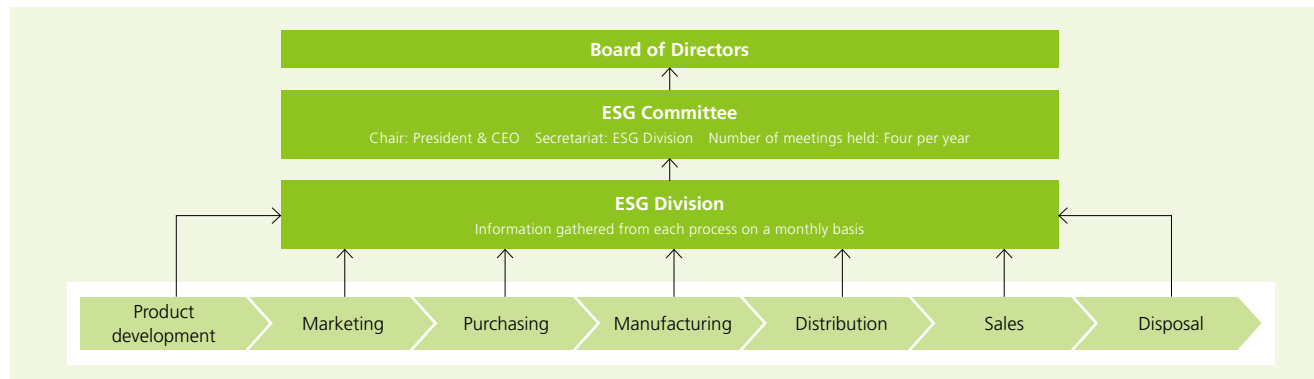 Board of Directors
ESG Committee
Chair: President & CEO Secretariat: ESG Division Number of meetings held: Four per year
ESG Division
Information gathered from each process on a monthly basis
Product
development
Marketing
Purchasing
Manufacturing
Distribution
Sales
Disposal